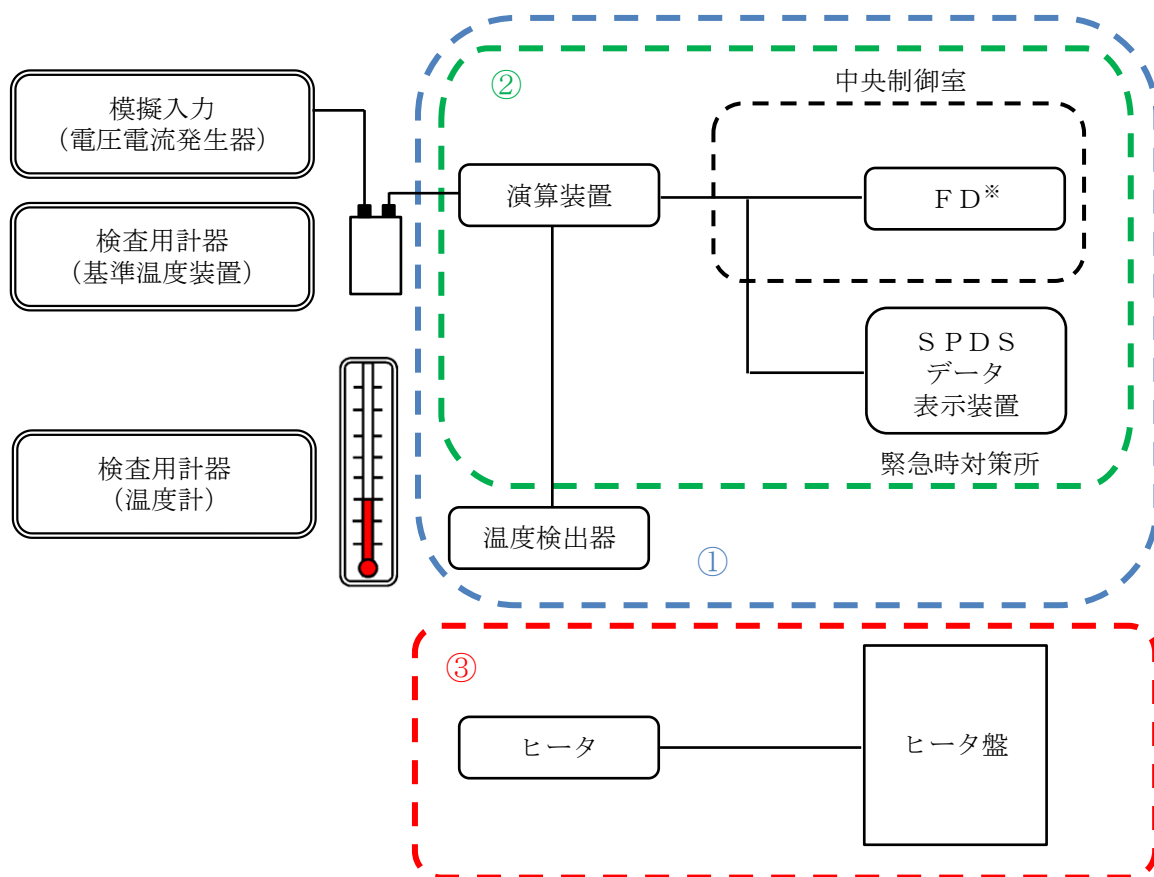 模擬入力
(電圧電流発生器)
検査用計器
(基準温度装置)
検査用計器
(温度計)
②
中央制御室
演算装置
ＦＤ※
ＳＰＤＳ
データ
表示装置
緊急時対策所
温度検出器
①
③
ヒータ
ヒータ盤